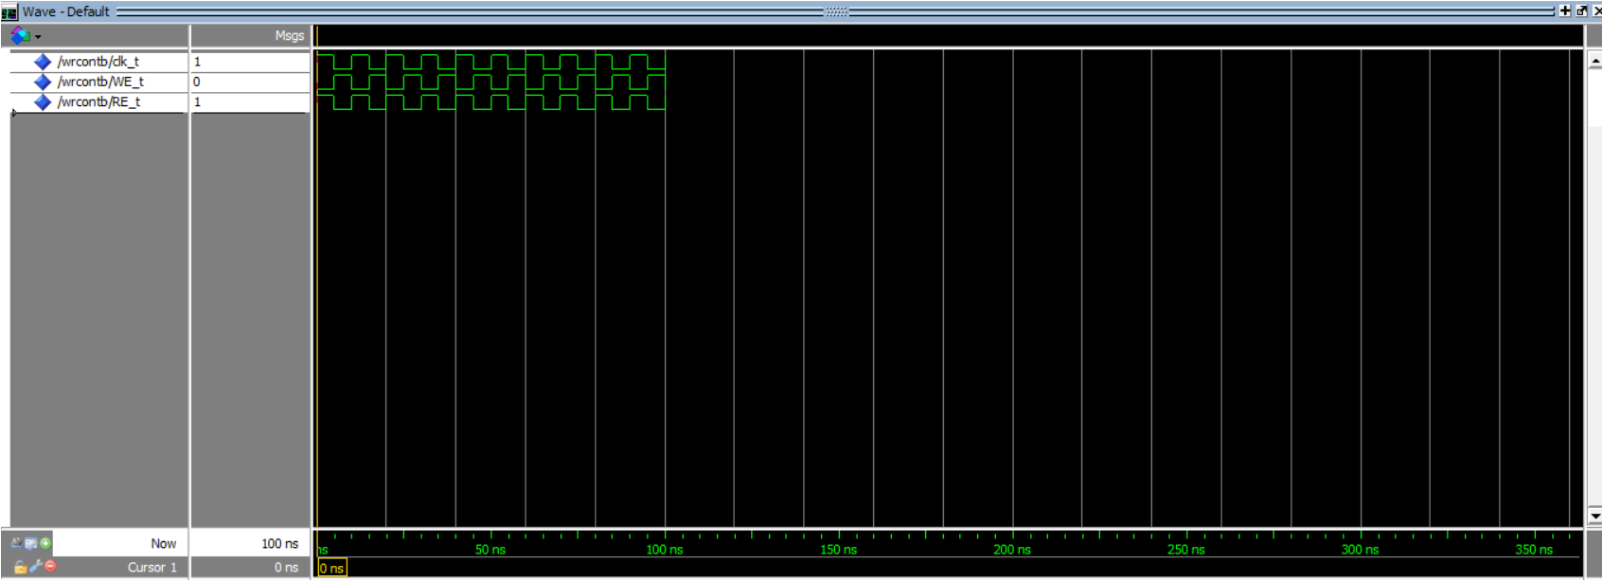 Wave - Default
Msgs
/wrcontb/clk_t 1
/wrcontb/WE_t 0
/wrcontb/RE_t 1
Now 100 ns
ns 50 ns 100 ns 150 ns 200 ns 250 ns 300 ns 350 ns
Cursor 1 0 ns 0 ns